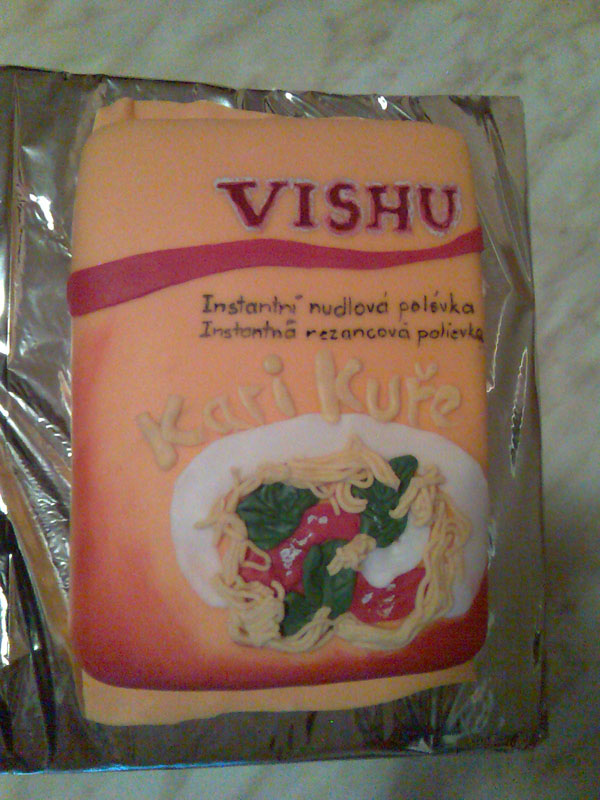 VISHU
Instantní nudlová polévka
Instantná rezancová polievka
Kari Kuře